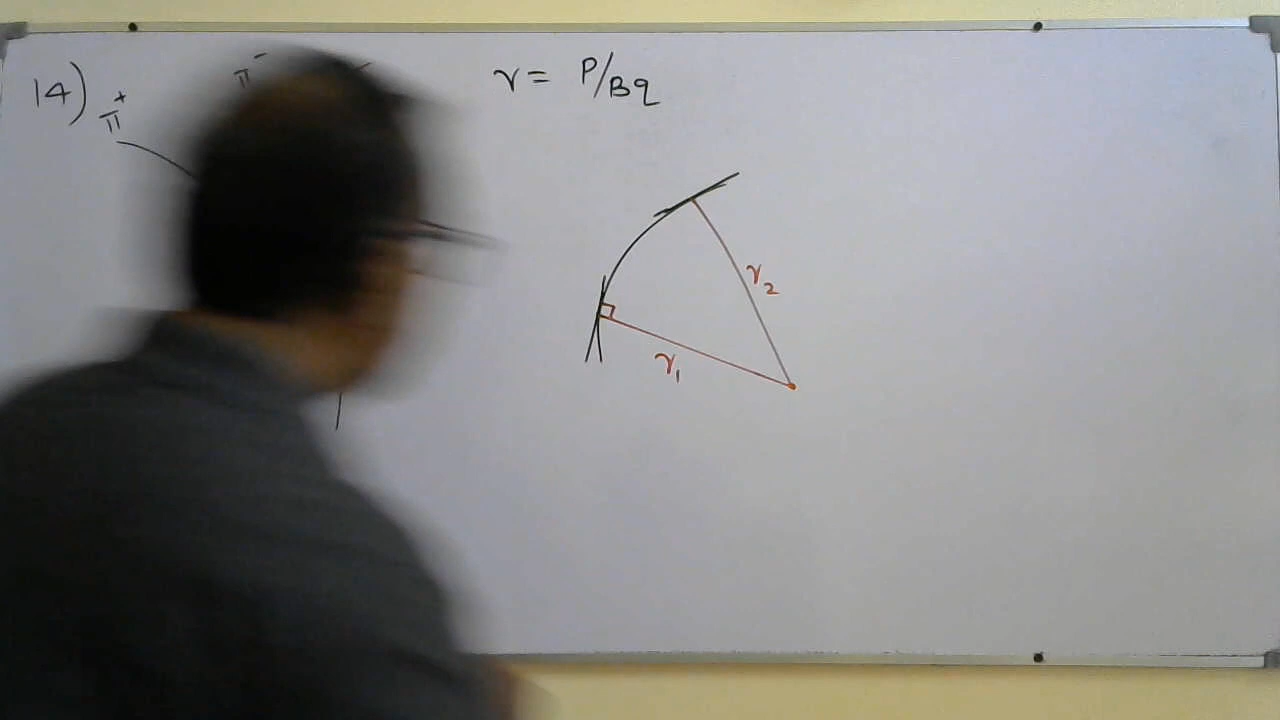 14) π⁺ π⁻
r = P/Bq
r₂
r₁